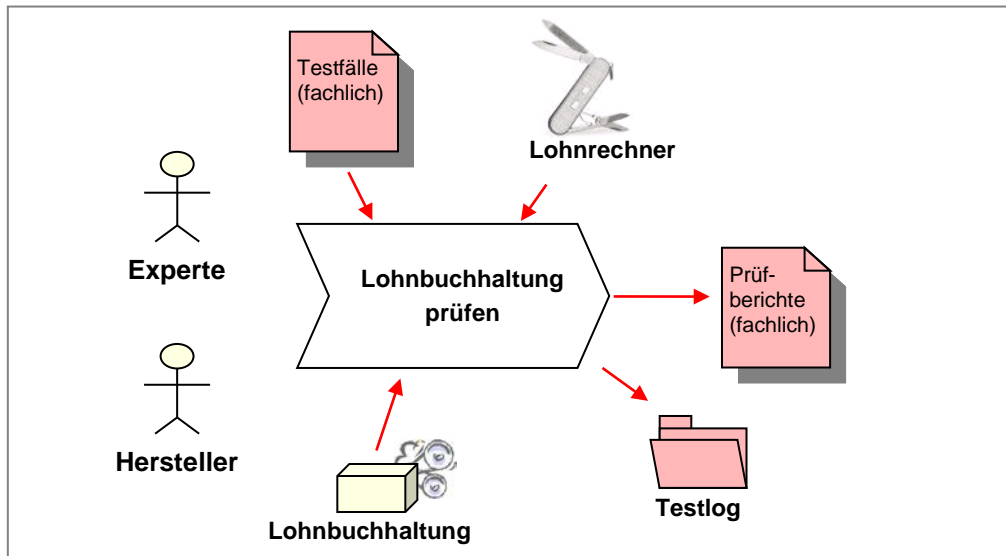 Testfälle
(fachlich)
Lohnrechner
Experte
Lohnbuchhaltung
prüfen
Prüf-
berichte
(fachlich)
Hersteller
Lohnbuchhaltung
Testlog